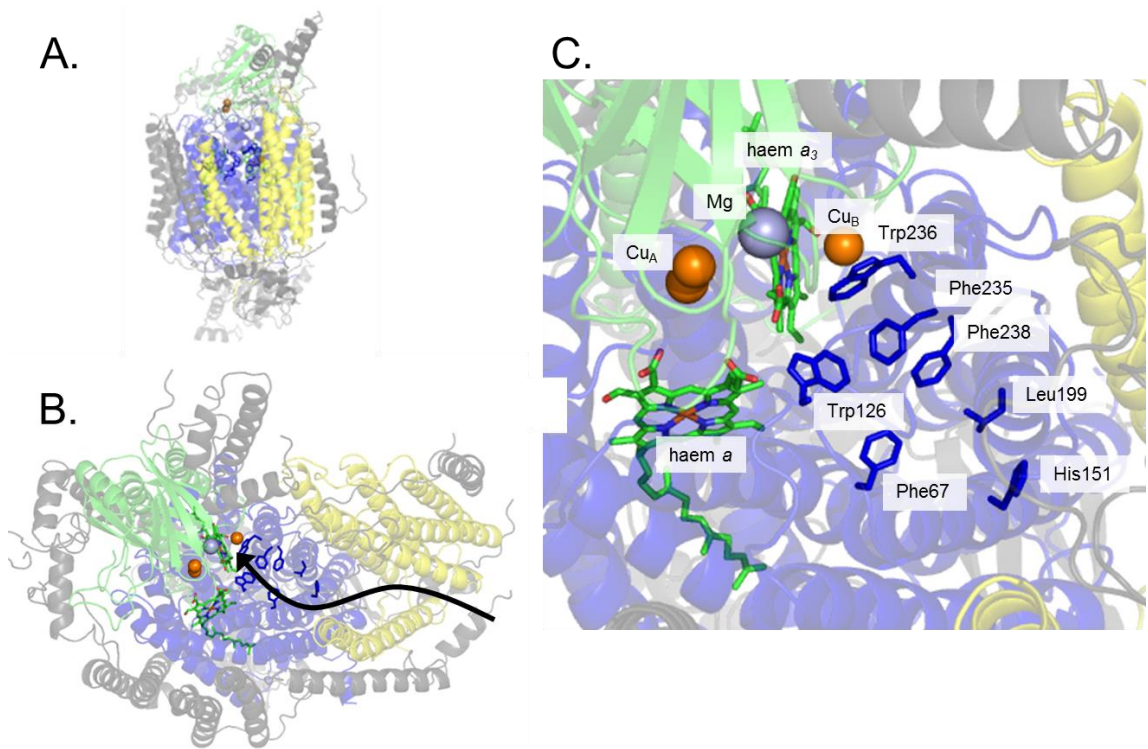 A.
B.
C.
haem a3
Mg
CuB
CuA
Trp236
Phe235
Phe238
Trp126
Leu199
haem a
Phe67
His151